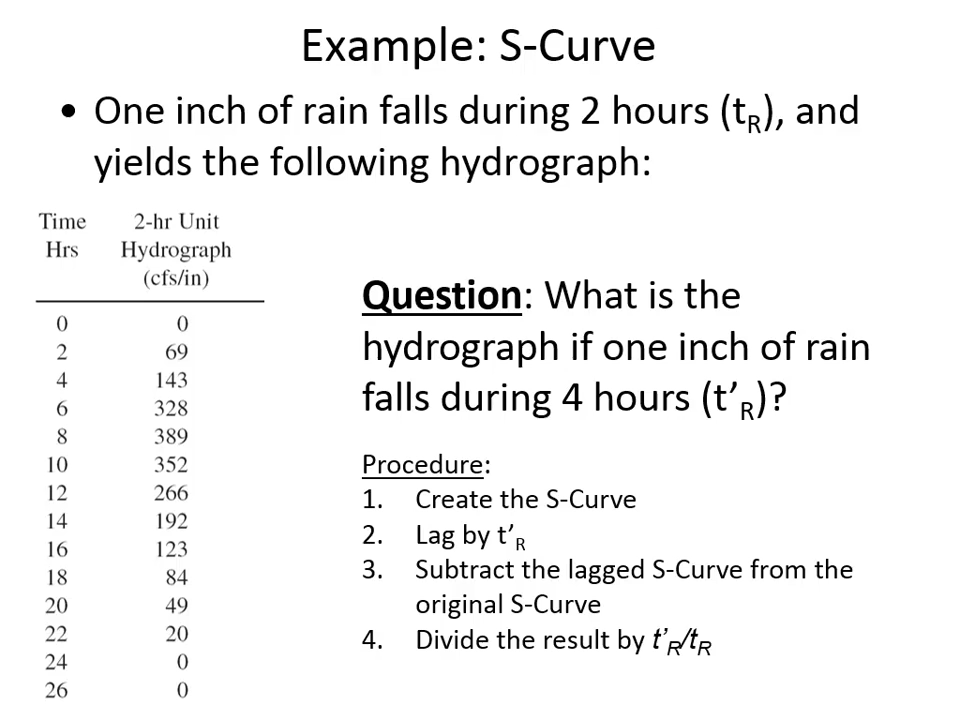 Example: S-Curve
• One inch of rain falls during 2 hours (tR), and
yields the following hydrograph:
Time 2-hr Unit
Hrs Hydrograph
(cfs/in)
0 0
2 69
4 143
6 328
8 389
10 352
12 266
14 192
16 123
18 84
20 49
22 20
24 0
26 0
Question: What is the
hydrograph if one inch of rain
falls during 4 hours (t’R)?
Procedure:
1. Create the S-Curve
2. Lag by t’R
3. Subtract the lagged S-Curve from the
original S-Curve
4. Divide the result by t’R/tR